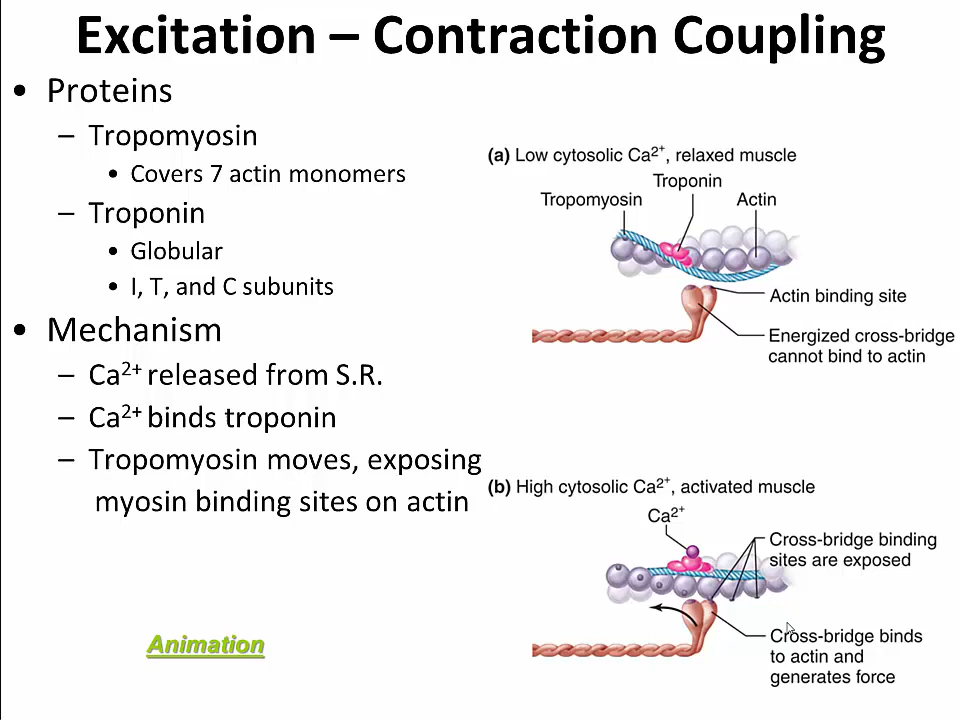 Excitation – Contraction Coupling
• Proteins
– Tropomyosin
• Covers 7 actin monomers
– Troponin
• Globular
• I, T, and C subunits
• Mechanism
– Ca2+ released from S.R.
– Ca2+ binds troponin
– Tropomyosin moves, exposing
myosin binding sites on actin
Animation
(a) Low cytosolic Ca2+, relaxed muscle
Troponin
Tropomyosin
Actin
Actin binding site
Energized cross-bridge
cannot bind to actin
(b) High cytosolic Ca2+, activated muscle
Ca2+
Cross-bridge binding
sites are exposed
Cross-bridge binds
to actin and
generates force